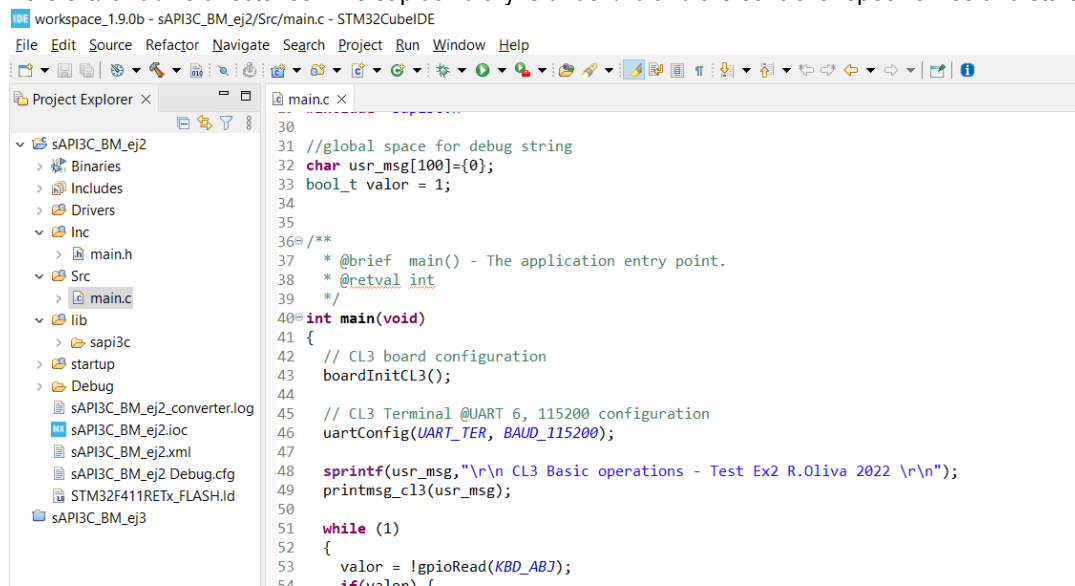 workspace_1.9.0b - sAPI3C_BM_ej2/Src/main.c - STM32CubeIDE
File Edit Source Refactor Navigate Search Project Run Window Help
Project Explorer
main.c
sAPI3C_BM_ej2
Binaries
Includes
Drivers
Inc
main.h
Src
main.c
lib
sapi3c
startup
Debug
sAPI3C_BM_ej2_converter.log
sAPI3C_BM_ej2.ioc
sAPI3C_BM_ej2.xml
sAPI3C_BM_ej2 Debug.cfg
STM32F411RETx_FLASH.ld
sAPI3C_BM_ej3
30
31 //global space for debug string
32 char usr_msg[100]={0};
33 bool_t valor = 1;
34
35
36 /**
37 * @brief main() - The application entry point.
38 * @retval int
39 */
40 int main(void)
41 {
42 // CL3 board configuration
43 boardInitCL3();
44
45 // CL3 Terminal @UART 6, 115200 configuration
46 uartConfig(UART_TER, BAUD_115200);
47
48 sprintf(usr_msg,"\r\n CL3 Basic operations - Test Ex2 R.Oliva 2022 \r\n");
49 printmsg_cl3(usr_msg);
50
51 while (1)
52 {
53 valor = !gpioRead(KBD_ABJ);
54 if(valor) {